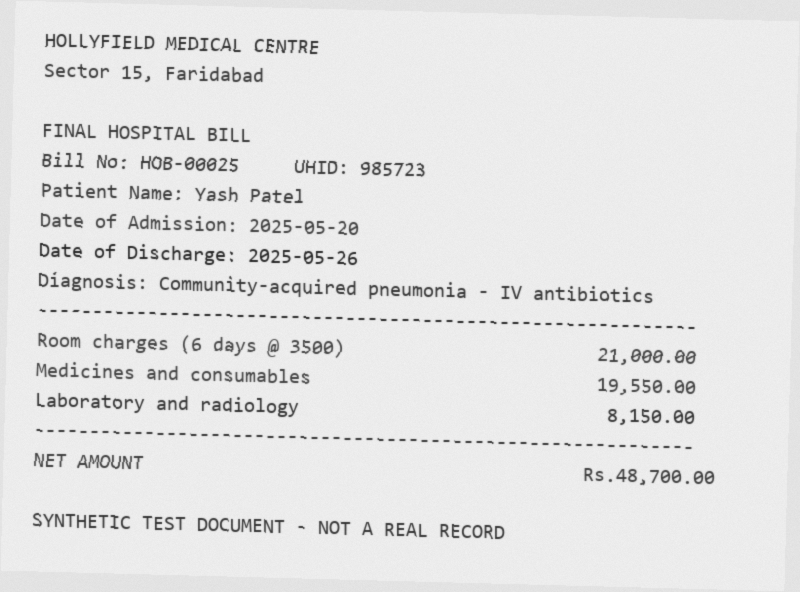 HOLLYFIELD MEDICAL CENTRE
Sector 15, Faridabad
FINAL HOSPITAL BILL
Bill No: HOB-00025     UHID: 985723
Patient Name: Yash Patel
Date of Admission: 2025-05-20
Date of Discharge: 2025-05-26
Diagnosis: Community-acquired pneumonia - IV antibiotics
------------------------------------------------------------
Room charges (6 days @ 3500) 21,000.00
Medicines and consumables 19,550.00
Laboratory and radiology 8,150.00
------------------------------------------------------------
NET AMOUNT Rs.48,700.00
SYNTHETIC TEST DOCUMENT - NOT A REAL RECORD